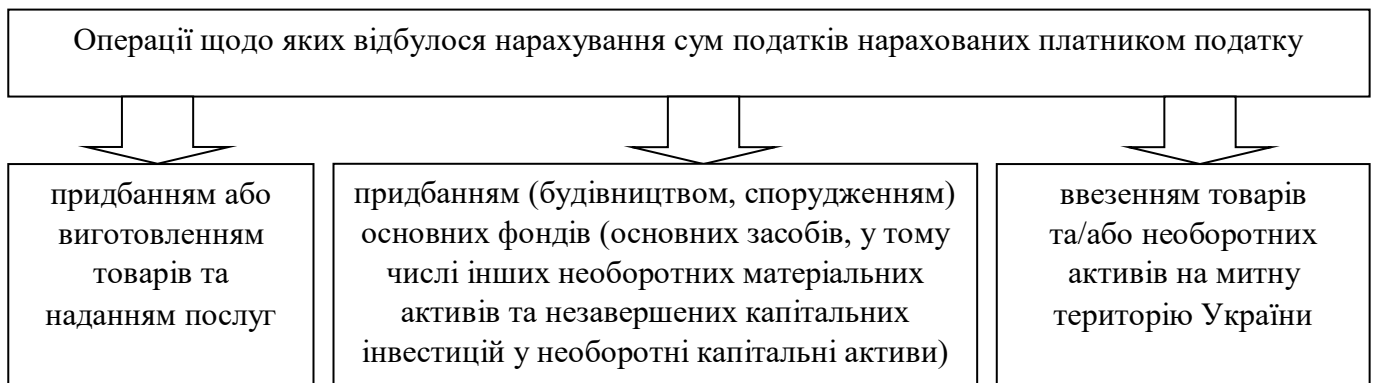 Операції щодо яких відбулося нарахування сум податків нарахованих платником податку
придбанням або
виготовленням
товарів та
наданням послуг
придбанням (будівництвом, спорудженням)
основних фондів (основних засобів, у тому
числі інших необоротних матеріальних
активів та незавершених капітальних
інвестицій у необоротні капітальні активи)
ввезенням товарів
та/або необоротних
активів на митну
територію України